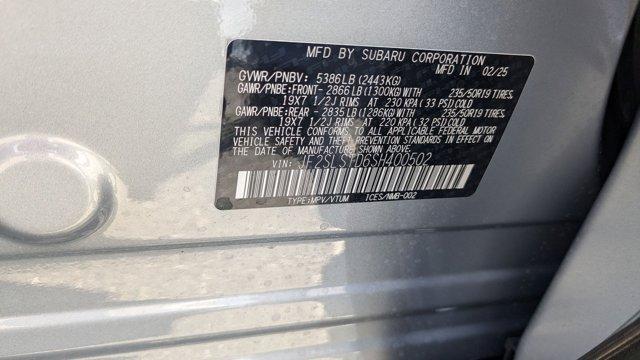 MFD BY SUBARU CORPORATION
IN 02/25
GVWR/PNBV: 5386LB (2443KG)
GAWR/PNBE:FRONT- 2866LB (1300KG)WITH 235/50R19 TIRES,
19X7 1/2J RIMS AT 230 KPA (33 PSI)COLD
GAWR/PNBE:REAR - 2835LB (1286KG)WITH 235/50R19 TIRES,
19X7 1/2J RIMS AT 220 KPA (32 PSI)COLD
THIS VEHICLE CONFORMS TO ALL APPLICABLE FEDERAL MOTOR
VEHICLE SAFETY AND THEFT PREVENTION STANDARDS IN EFFECT ON
THE DATE OF MANUFACTURE SHOWN ABOVE.
VIN:
TYPE:MPV/VTUM ICES/NMB-002